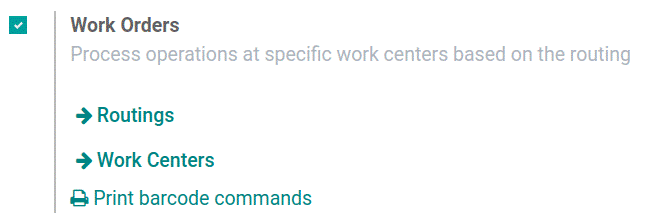 Work Orders
Process operations at specific work centers based on the routing
Routings
Work Centers
Print barcode commands